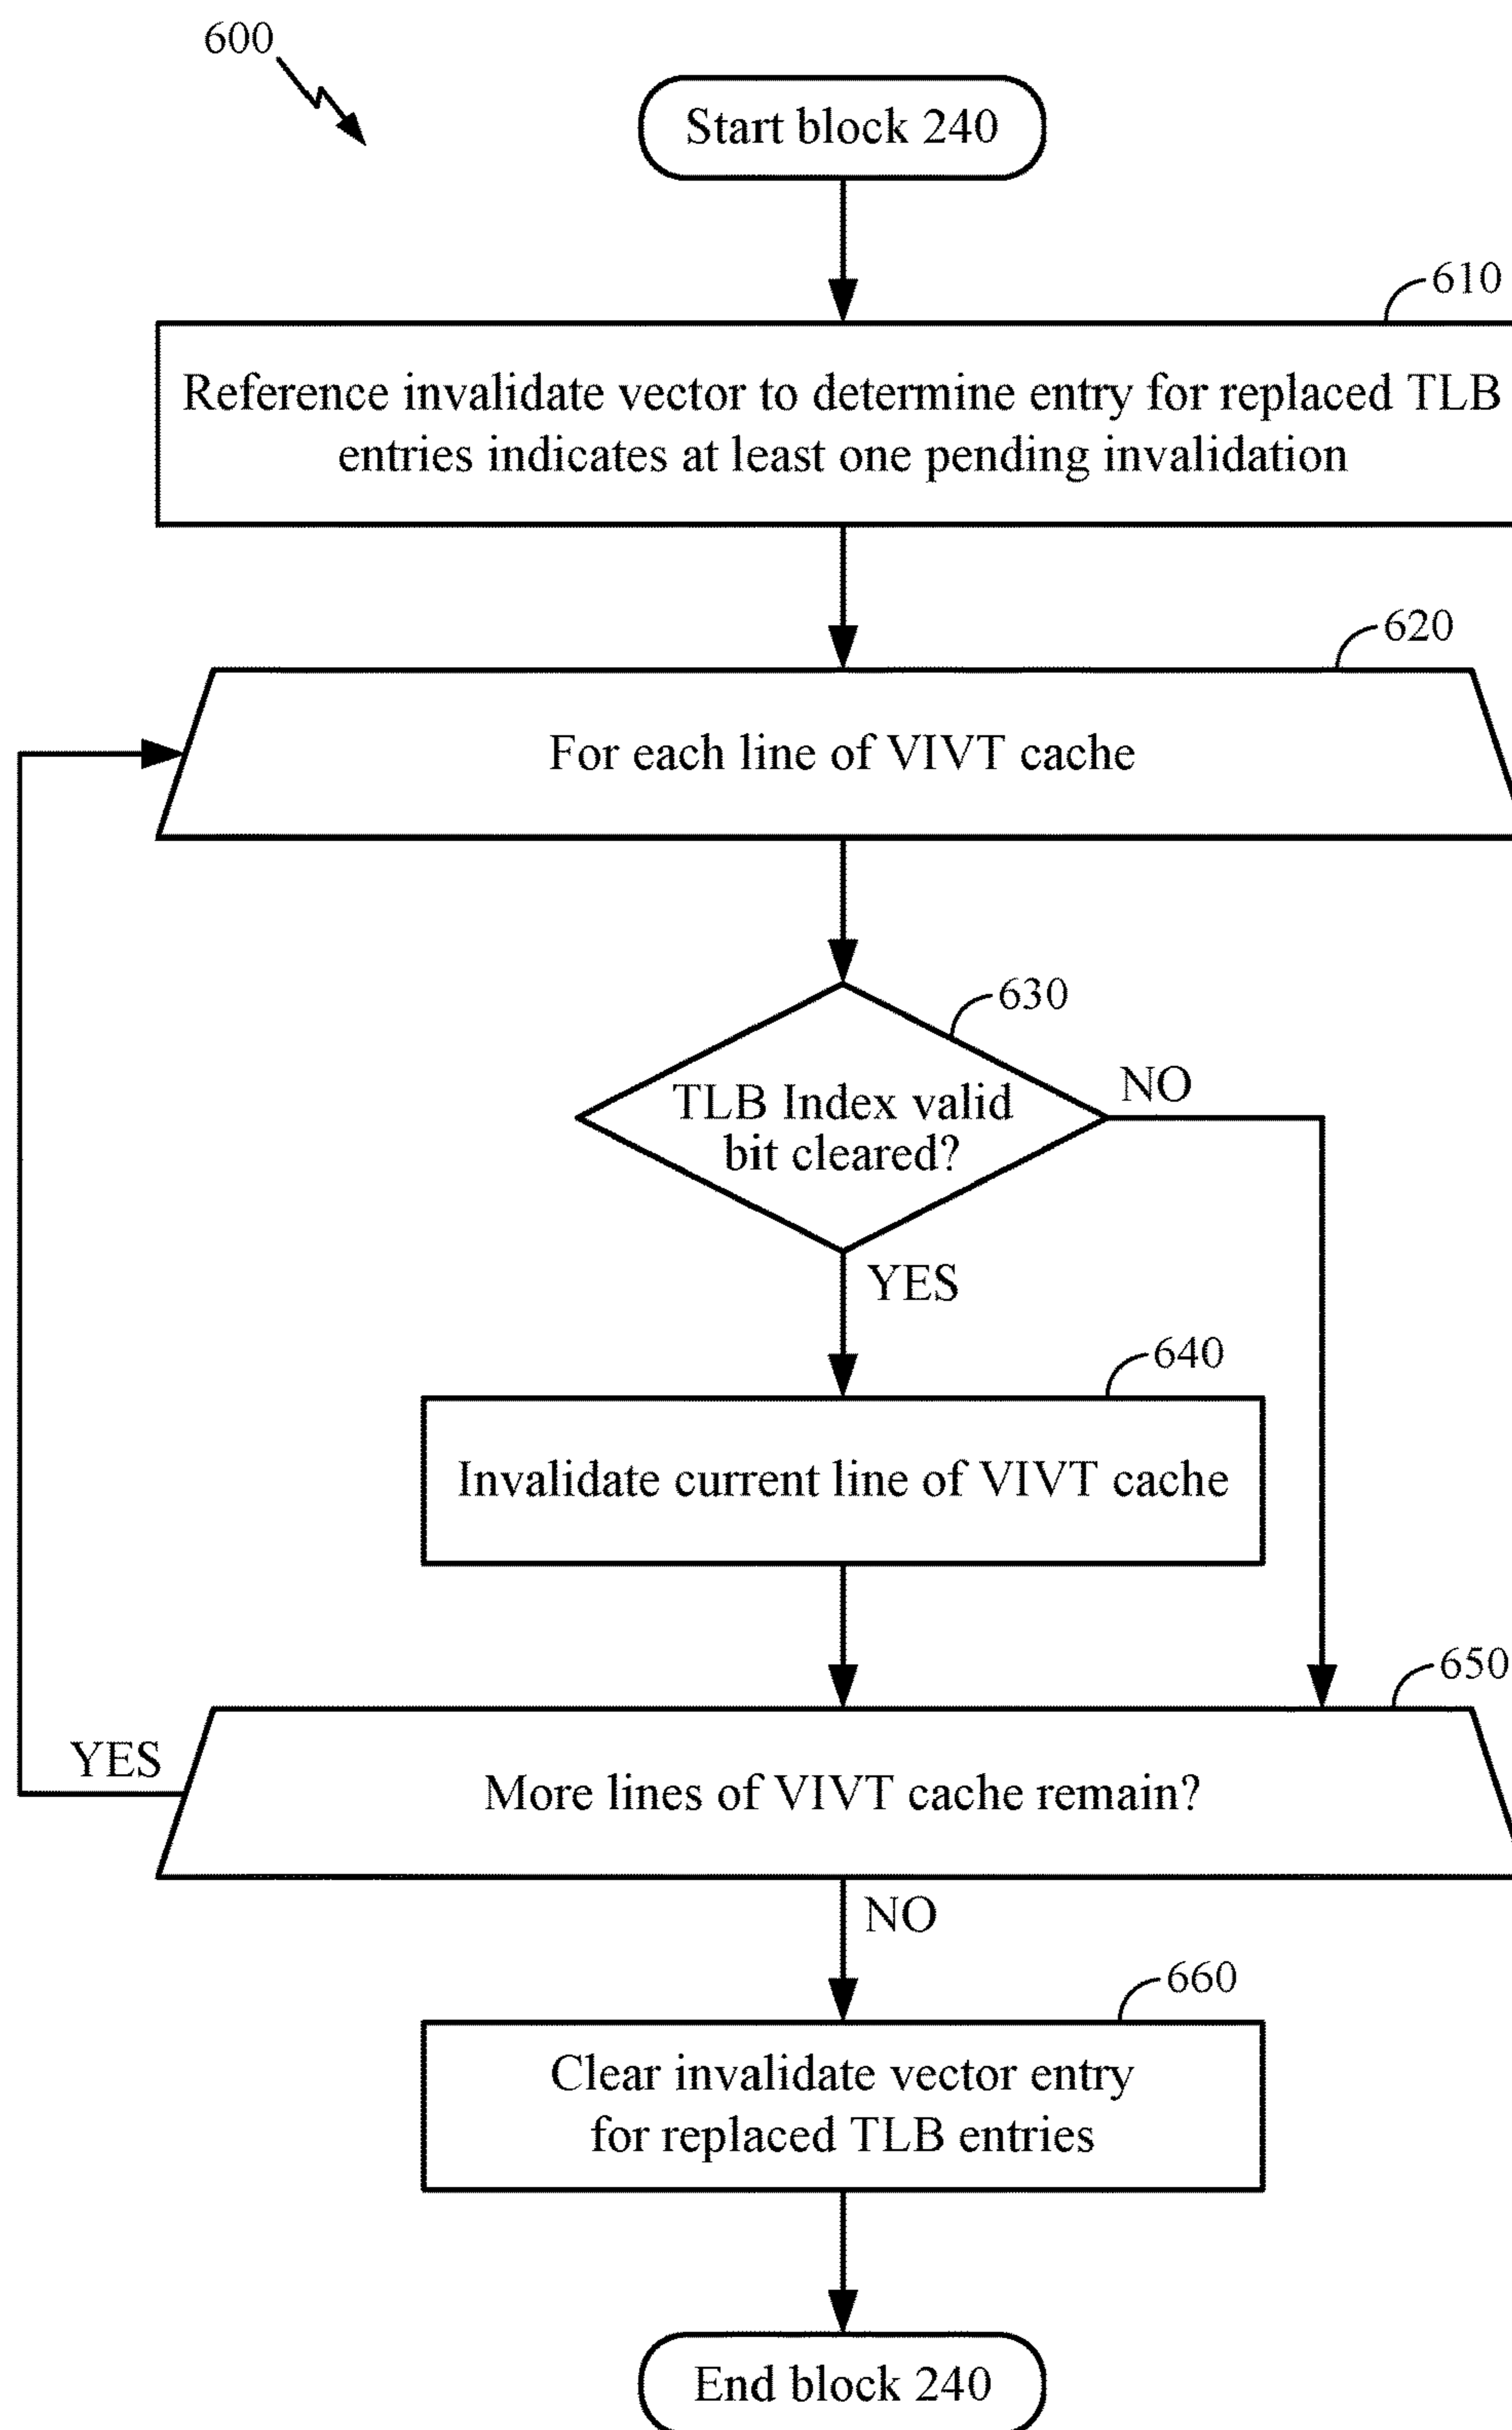 600
Start block 240
610
Reference invalidate vector to determine entry for replaced TLB
entries indicates at least one pending invalidation
620
For each line of VIVT cache
630
TLB Index valid
bit cleared?
NO
YES
640
Invalidate current line of VIVT cache
650
YES
More lines of VIVT cache remain?
NO
660
Clear invalidate vector entry
for replaced TLB entries
End block 240